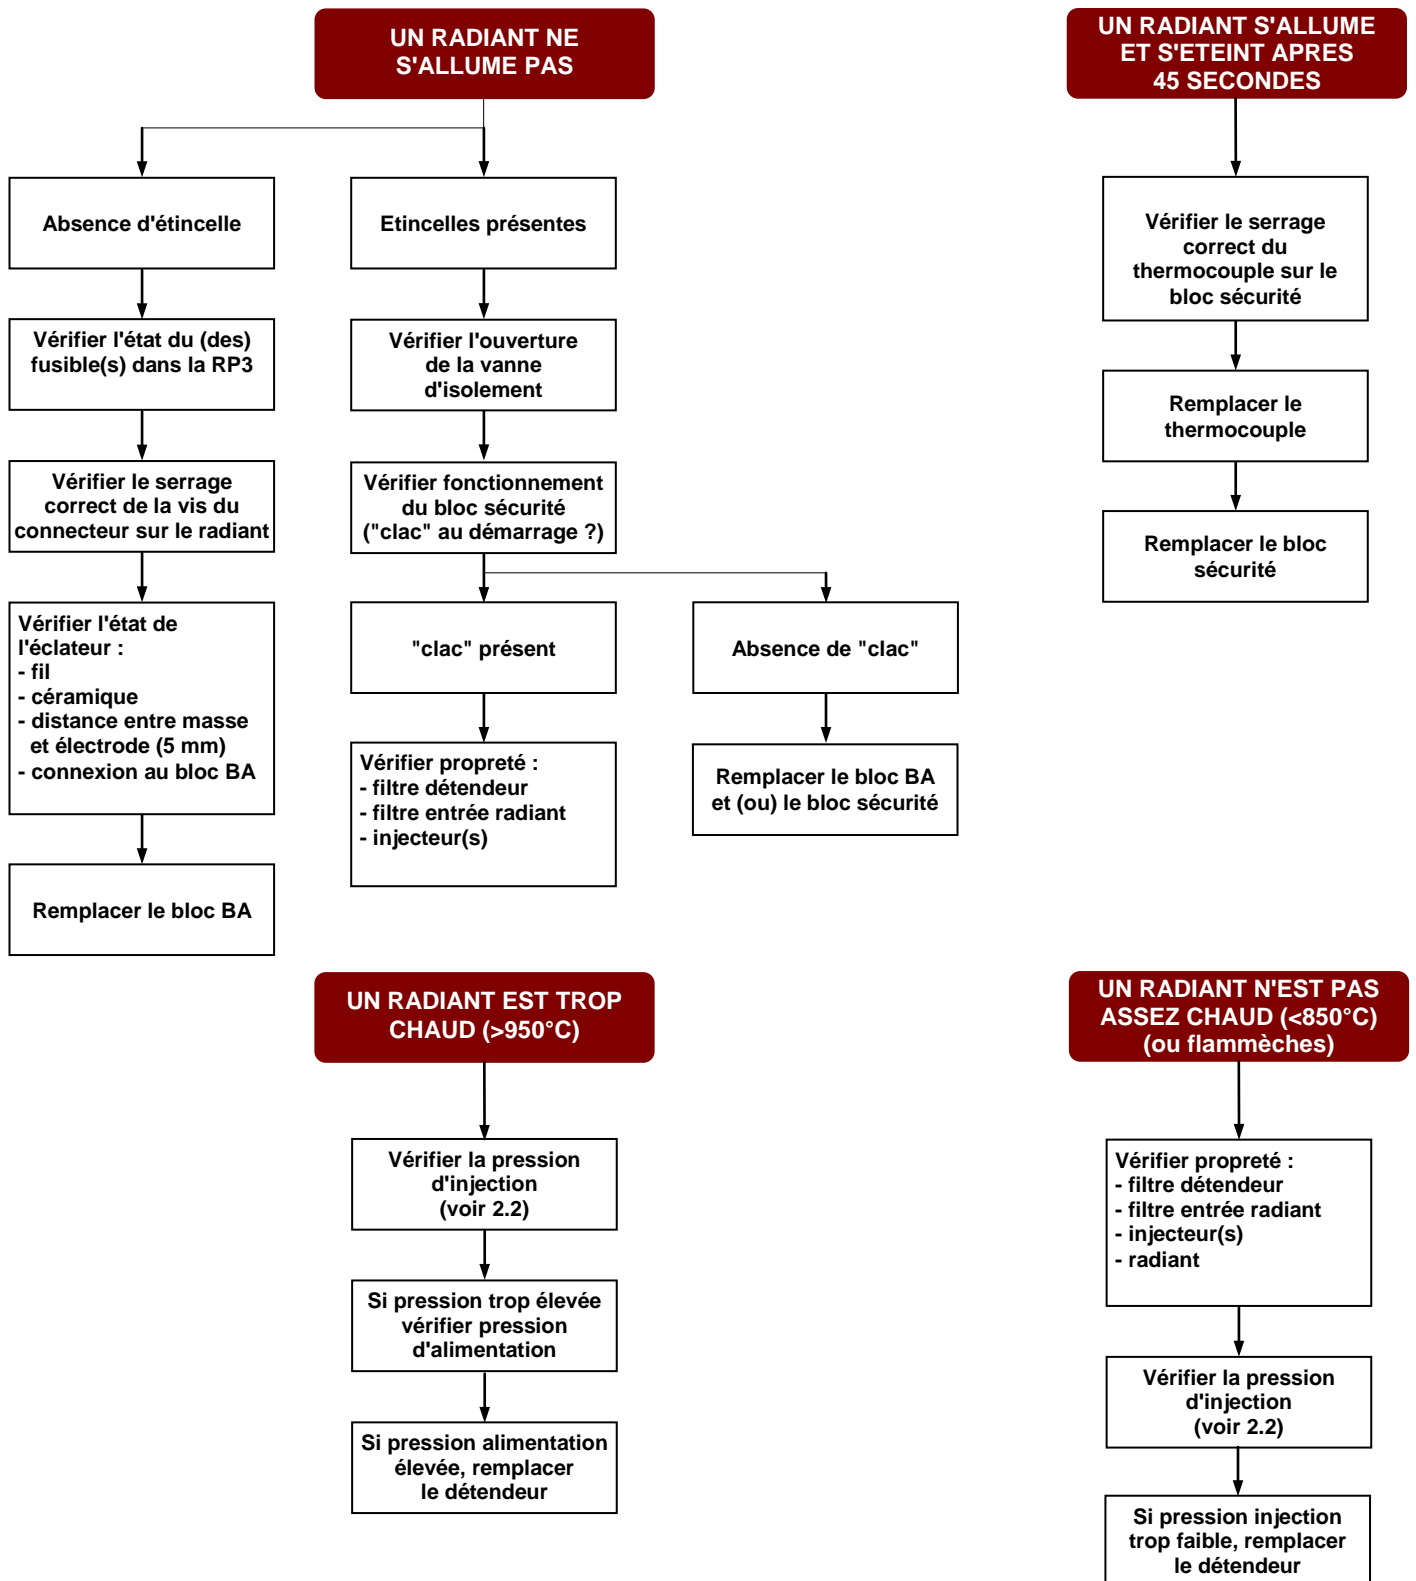 UN RADIANT NE
S'ALLUME PAS
Absence d'étincelle
Vérifier l'état du (des)
fusible(s) dans la RP3
Vérifier le serrage
correct de la vis du
connecteur sur le radiant
Vérifier l'état de
l'éclateur :
- fil
- céramique
- distance entre masse
et électrode (5 mm)
- connexion au bloc BA
Remplacer le bloc BA
Etincelles présentes
Vérifier l'ouverture
de la vanne
d'isolement
Vérifier fonctionnement
du bloc sécurité
("clac" au démarrage ?)
"clac" présent
Vérifier propreté :
- filtre détendeur
- filtre entrée radiant
- injecteur(s)
Absence de "clac"
Remplacer le bloc BA
et (ou) le bloc sécurité
UN RADIANT S'ALLUME
ET S'ETEINT APRES
45 SECONDES
Vérifier le serrage
correct du
thermocouple sur le
bloc sécurité
Remplacer le
thermocouple
Remplacer le bloc
sécurité
UN RADIANT EST TROP
CHAUD (>950°C)
Vérifier la pression
d'injection
(voir 2.2)
Si pression trop élevée
vérifier pression
d'alimentation
Si pression alimentation
élevée, remplacer
le détendeur
UN RADIANT N'EST PAS
ASSEZ CHAUD (<850°C)
(ou flammèches)
Vérifier propreté :
- filtre détendeur
- filtre entrée radiant
- injecteur(s)
- radiant
Vérifier la pression
d'injection
(voir 2.2)
Si pression injection
trop faible, remplacer
le détendeur